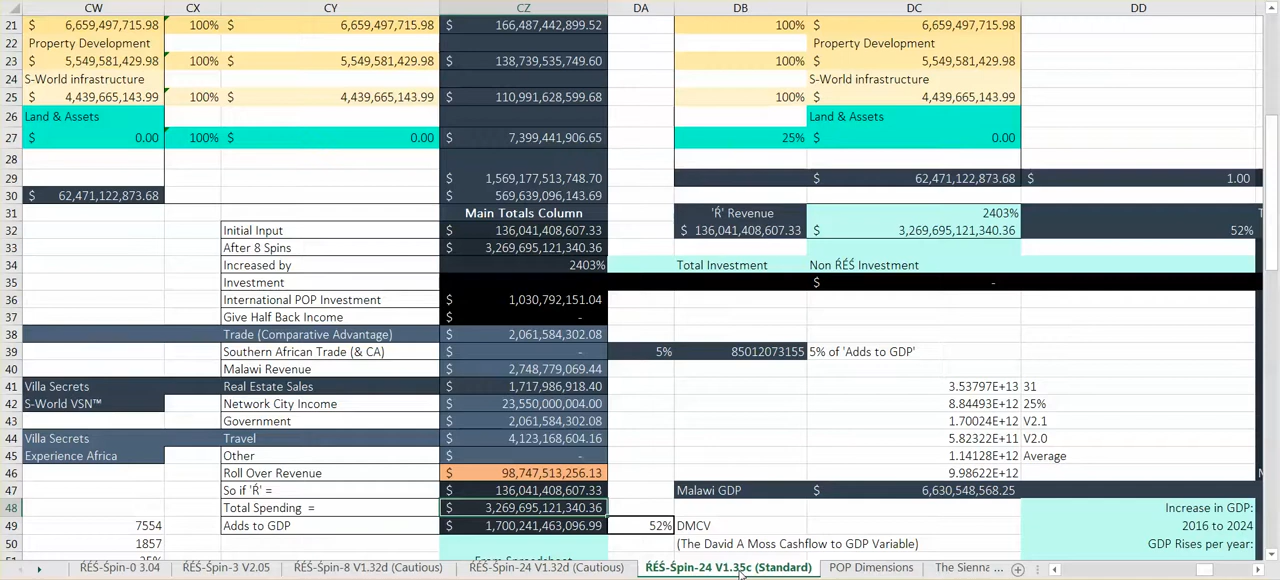 CW CX CY CZ DA DB DC DD
21 $ 6,659,497,715.98 100% $ 6,659,497,715.98 $ 166,487,442,899.52 100% $ 6,659,497,715.98
22 Property Development Property Development
23 $ 5,549,581,429.98 100% $ 5,549,581,429.98 $ 138,739,535,749.60 100% $ 5,549,581,429.98
24 S-World infrastructure S-World infrastructure
25 $ 4,439,665,143.99 100% $ 4,439,665,143.99 $ 110,991,628,599.68 100% $ 4,439,665,143.99
26 Land & Assets Land & Assets
27 $ 0.00 100% $ 0.00 $ 7,399,441,906.65 25% $ 0.00
28
29 $ 1,569,177,513,748.70 $ 62,471,122,873.68 $ 1.00
30 $ 62,471,122,873.68 $ 569,639,096,143.69
31 Main Totals Column 'Ŕ' Revenue 2403%
32 Initial Input $ 136,041,408,607.33 $ 136,041,408,607.33 $ 3,269,695,121,340.36 52%
33 After 8 Spins $ 3,269,695,121,340.36
34 Increased by 2403% Total Investment Non ŔÉŚ Investment
35 Investment $ -
36 International POP Investment $ 1,030,792,151.04
37 Give Half Back Income $ -
38 Trade (Comparative Advantage) $ 2,061,584,302.08
39 Southern African Trade (& CA) $ - 5% 85012073155 5% of 'Adds to GDP'
40 Malawi Revenue $ 2,748,779,069.44
41 Villa Secrets Real Estate Sales $ 1,717,986,918.40 3.53797E+13 31
42 S-World VSN™ Network City Income $ 23,550,000,004.00 8.84493E+12 25%
43 Government $ 2,061,584,302.08 1.70024E+12 V2.1
44 Villa Secrets Travel $ 4,123,168,604.16 5.82322E+11 V2.0
45 Experience Africa Other $ - 1.14128E+12 Average
46 Roll Over Revenue $ 98,747,513,256.13 9.98622E+12
47 So if 'Ŕ' = $ 136,041,408,607.33 Malawi GDP $ 6,630,548,568.25
48 Total Spending = $ 3,269,695,121,340.36 Increase in GDP:
49 7554 Adds to GDP $ 1,700,241,463,096.99 52% DMCV 2016 to 2024
50 1857 (The David A Moss Cashflow to GDP Variable) GDP Rises per year:
ŔÉŚ-Śpin-0 3.04 ŔÉŚ-Śpin-3 V2.05 ŔÉŚ-Śpin-8 V1.32d (Cautious) ŔÉŚ-Śpin-24 V1.32C (Cautious) ŔÉŚ-Śpin-24 V1.35c (Standard) POP Dimensions The Sienna ...